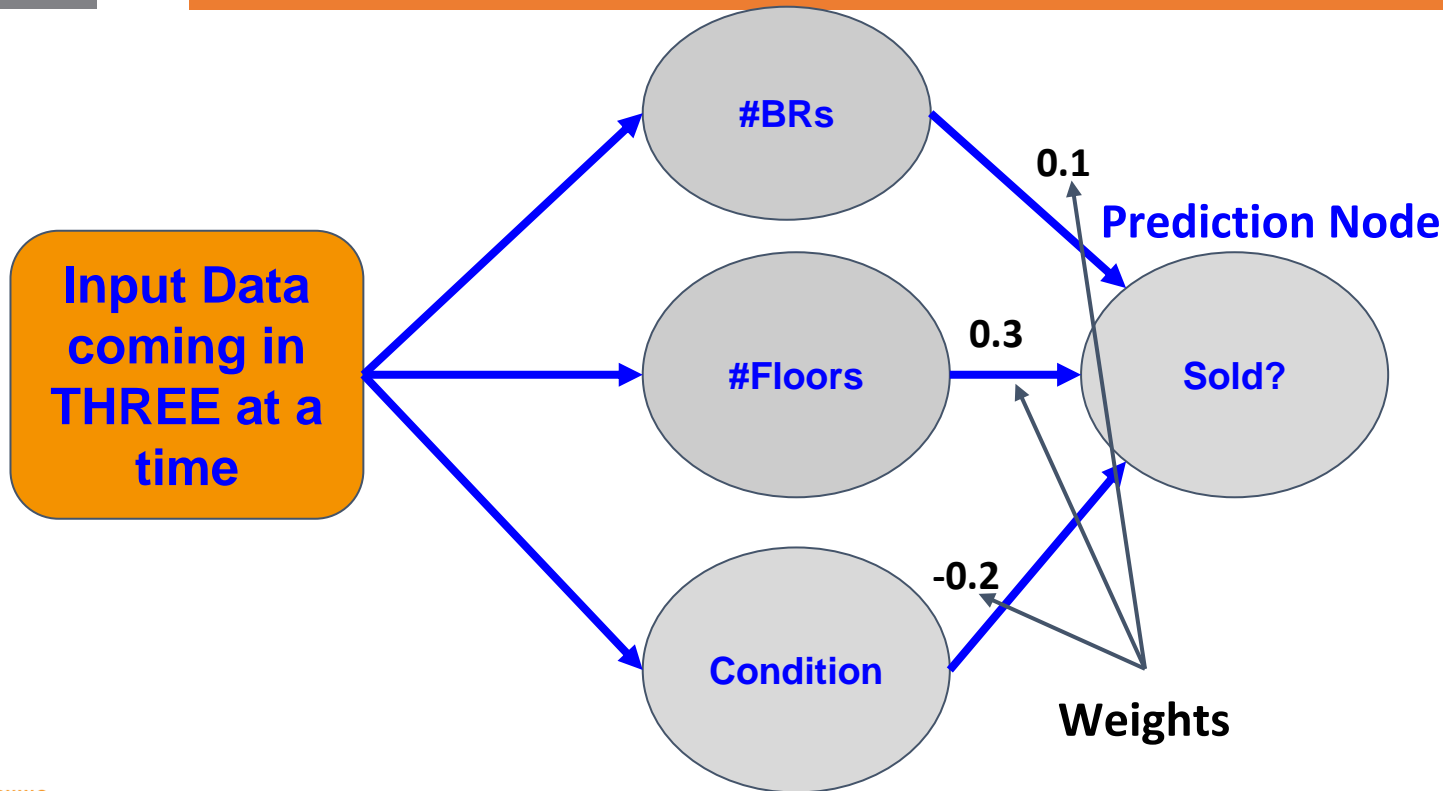 #BRs
0.1
Prediction Node
Input Data
coming in
THREE at a
time
0.3
#Floors
Sold?
-0.2
Condition
Weights